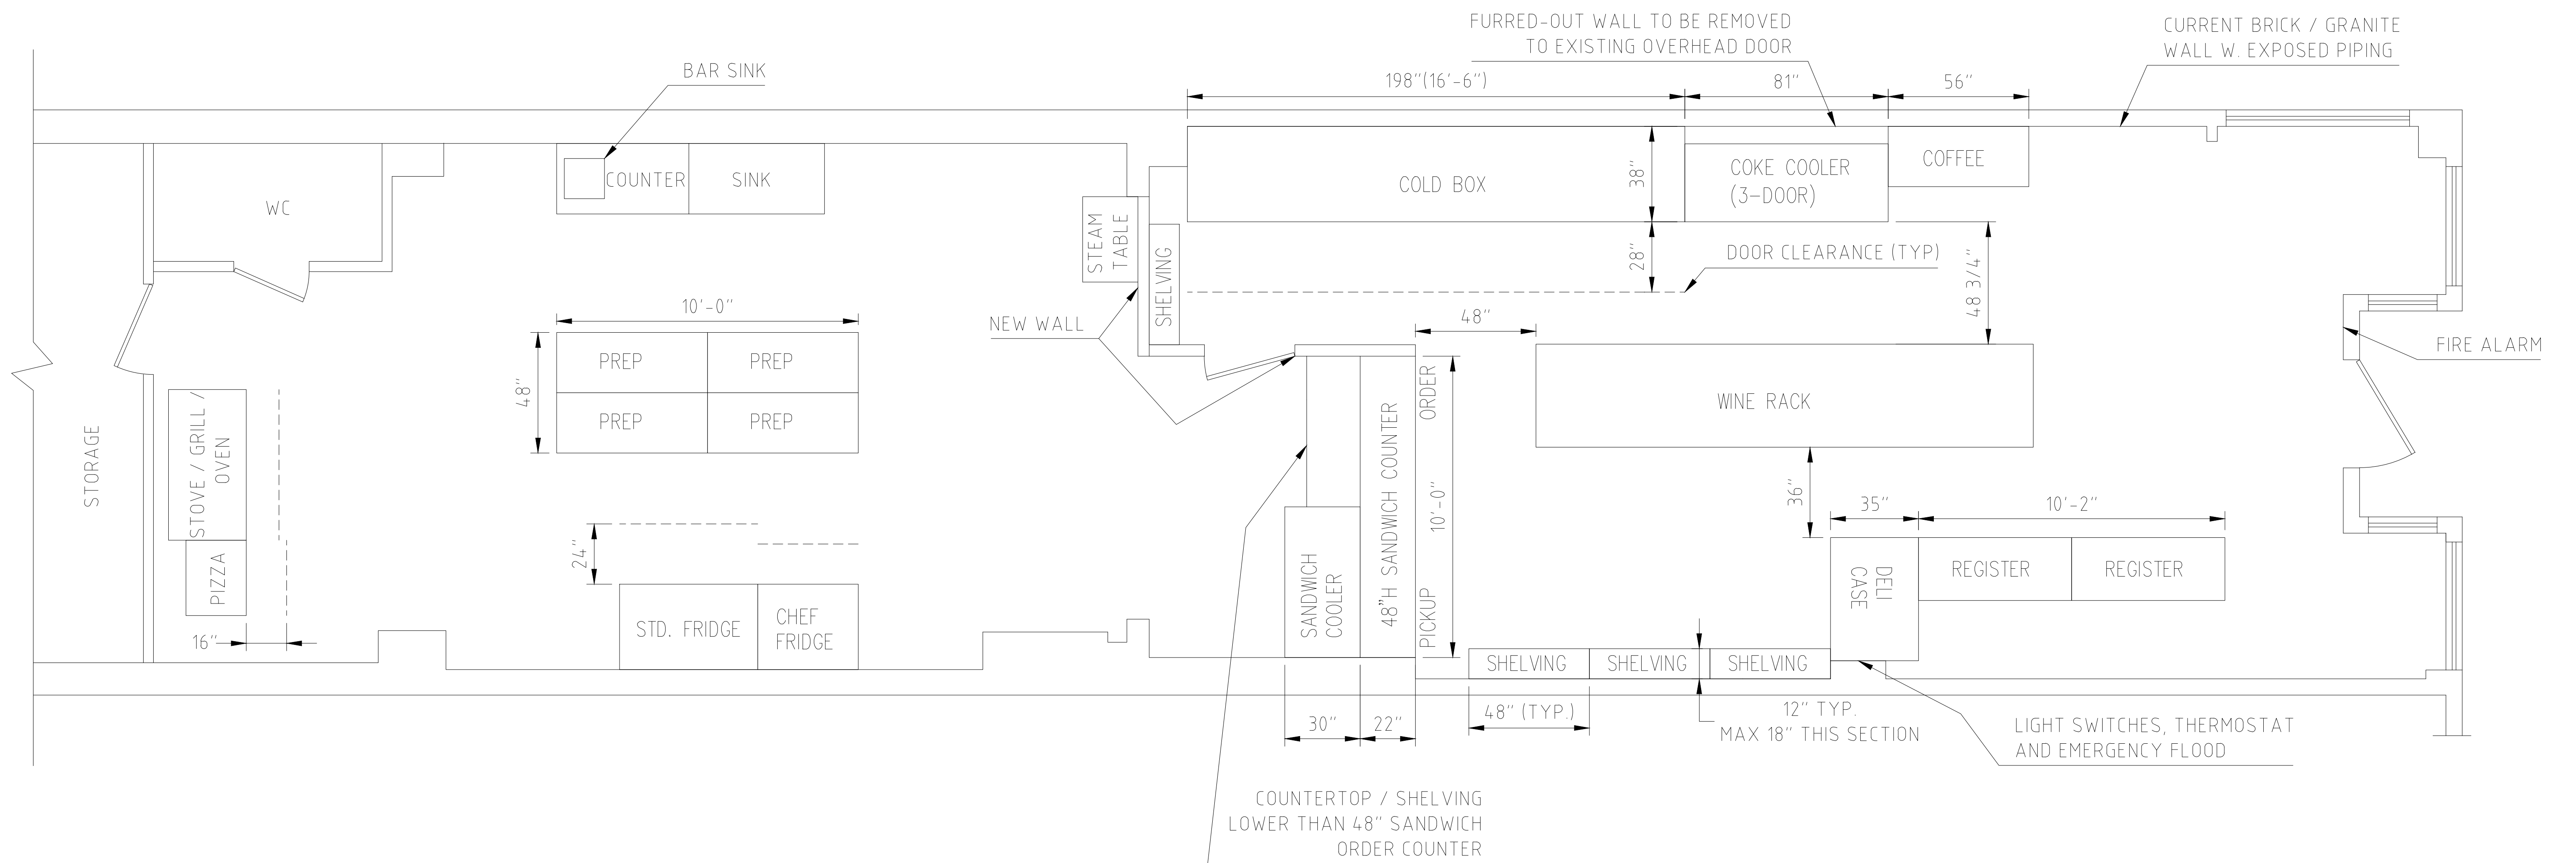 FURRED-OUT WALL TO BE REMOVED
TO EXISTING OVERHEAD DOOR
CURRENT BRICK / GRANITE
WALL W. EXPOSED PIPING
BAR SINK
198"(16'-6")
81"
56"
COUNTER
SINK
WC
COLD BOX
38"
COKE COOLER
(3-DOOR)
COFFEE
STEAM
TABLE
SHELVING
28"
DOOR CLEARANCE (TYP)
48 3/4"
NEW WALL
10'-0"
48"
PREP
PREP
PREP
PREP
48"
FIRE ALARM
STORAGE
STOVE / GRILL /
OVEN
PIZZA
16"
24"
STD. FRIDGE
CHEF
FRIDGE
SANDWICH
COOLER
48"H SANDWICH COUNTER
ORDER
PICKUP
10'-0"
WINE RACK
36"
35"
10'-2"
DELI
CASE
REGISTER
REGISTER
SHELVING
SHELVING
SHELVING
30"
22"
48" (TYP.)
12" TYP.
MAX 18" THIS SECTION
LIGHT SWITCHES, THERMOSTAT
AND EMERGENCY FLOOD
COUNTERTOP / SHELVING
LOWER THAN 48" SANDWICH
ORDER COUNTER